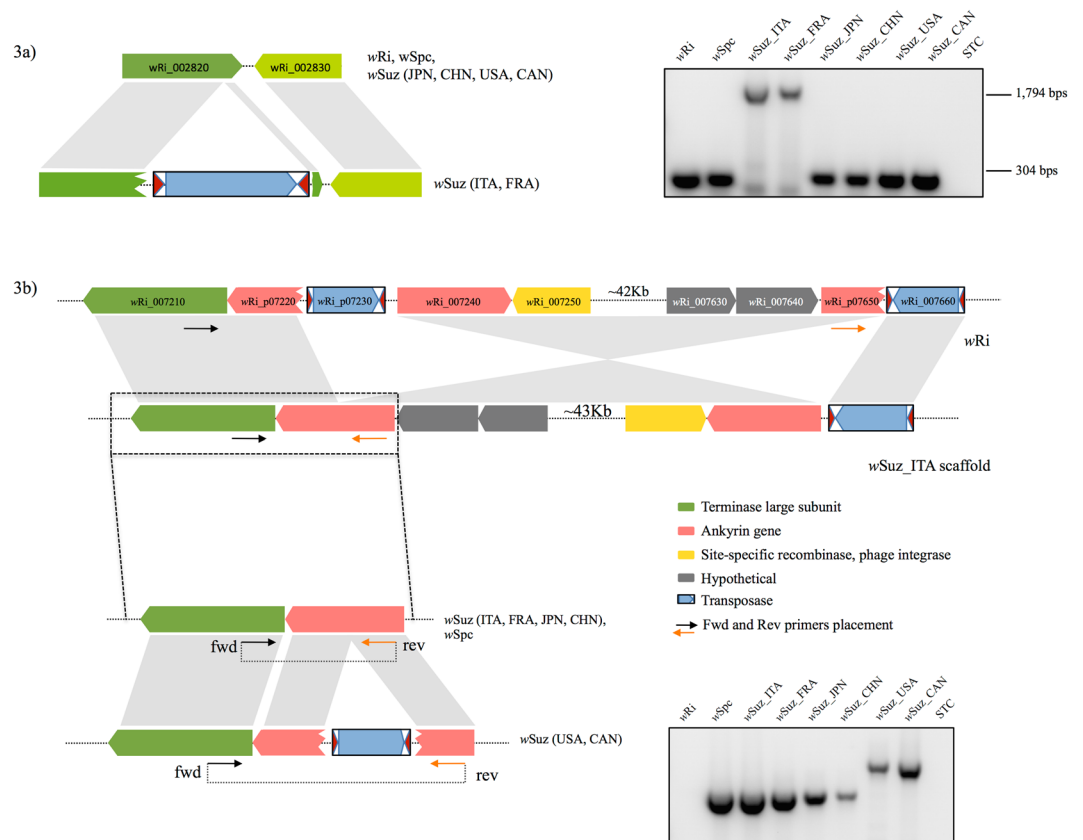 3a)
wRi_002820
wRi_002830
wRi, wSpc,
wSuz (JPN, CHN, USA, CAN)
wSuz (ITA, FRA)
wRi
wSpc
wSuz_ITA
wSuz_FRA
wSuz_JPN
wSuz_CHN
wSuz_USA
wSuz_CAN
STC
1,794 bps
304 bps
3b)
wRi_007210
wRi_p07220
wRi_p07230
wRi_007240
wRi_007250
~42Kb
wRi_007630
wRi_007640
wRi_p07650
wRi_007660
wRi
~43Kb
wSuz_ITA scaffold
Terminase large subunit
Ankyrin gene
Site-specific recombinase, phage integrase
Hypothetical
Transposase
Fwd and Rev primers placement
wSuz (ITA, FRA, JPN, CHN),
wSpc
fwd
rev
wSuz (USA, CAN)
fwd
rev
wRi
wSpc
wSuz_ITA
wSuz_FRA
wSuz_JPN
wSuz_CHN
wSuz_USA
wSuz_CAN
STC